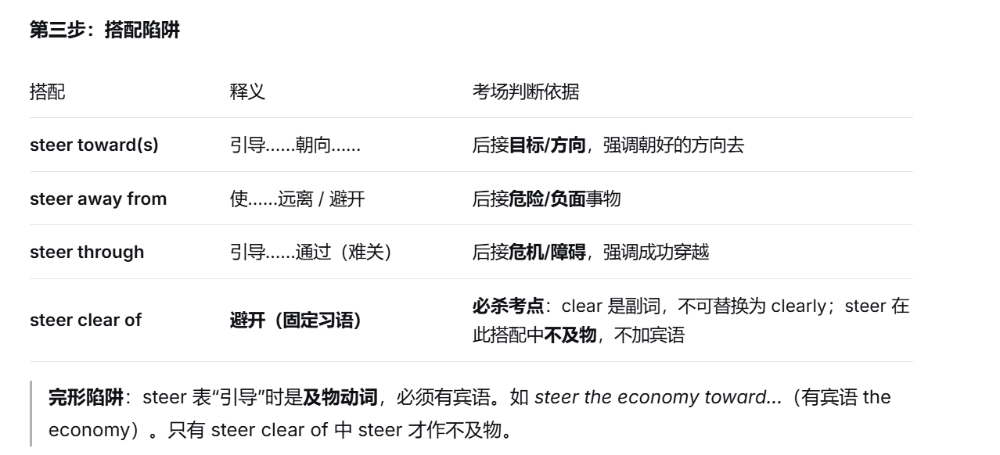 第三步：搭配陷阱
搭配 释义 考场判断依据
steer toward(s) 引导……朝向…… 后接目标/方向，强调朝好的方向去
steer away from 使……远离 / 避开 后接危险/负面事物
steer through 引导……通过（难关） 后接危机/障碍，强调成功穿越
steer clear of 避开（固定习语） 必杀考点：clear 是副词，不可替换为 clearly；steer 在
此搭配中不及物，不加宾语
完形陷阱：steer 表“引导”时是及物动词，必须有宾语。如 steer the economy toward...（有宾语 the
economy）。只有 steer clear of 中 steer 才作不及物。